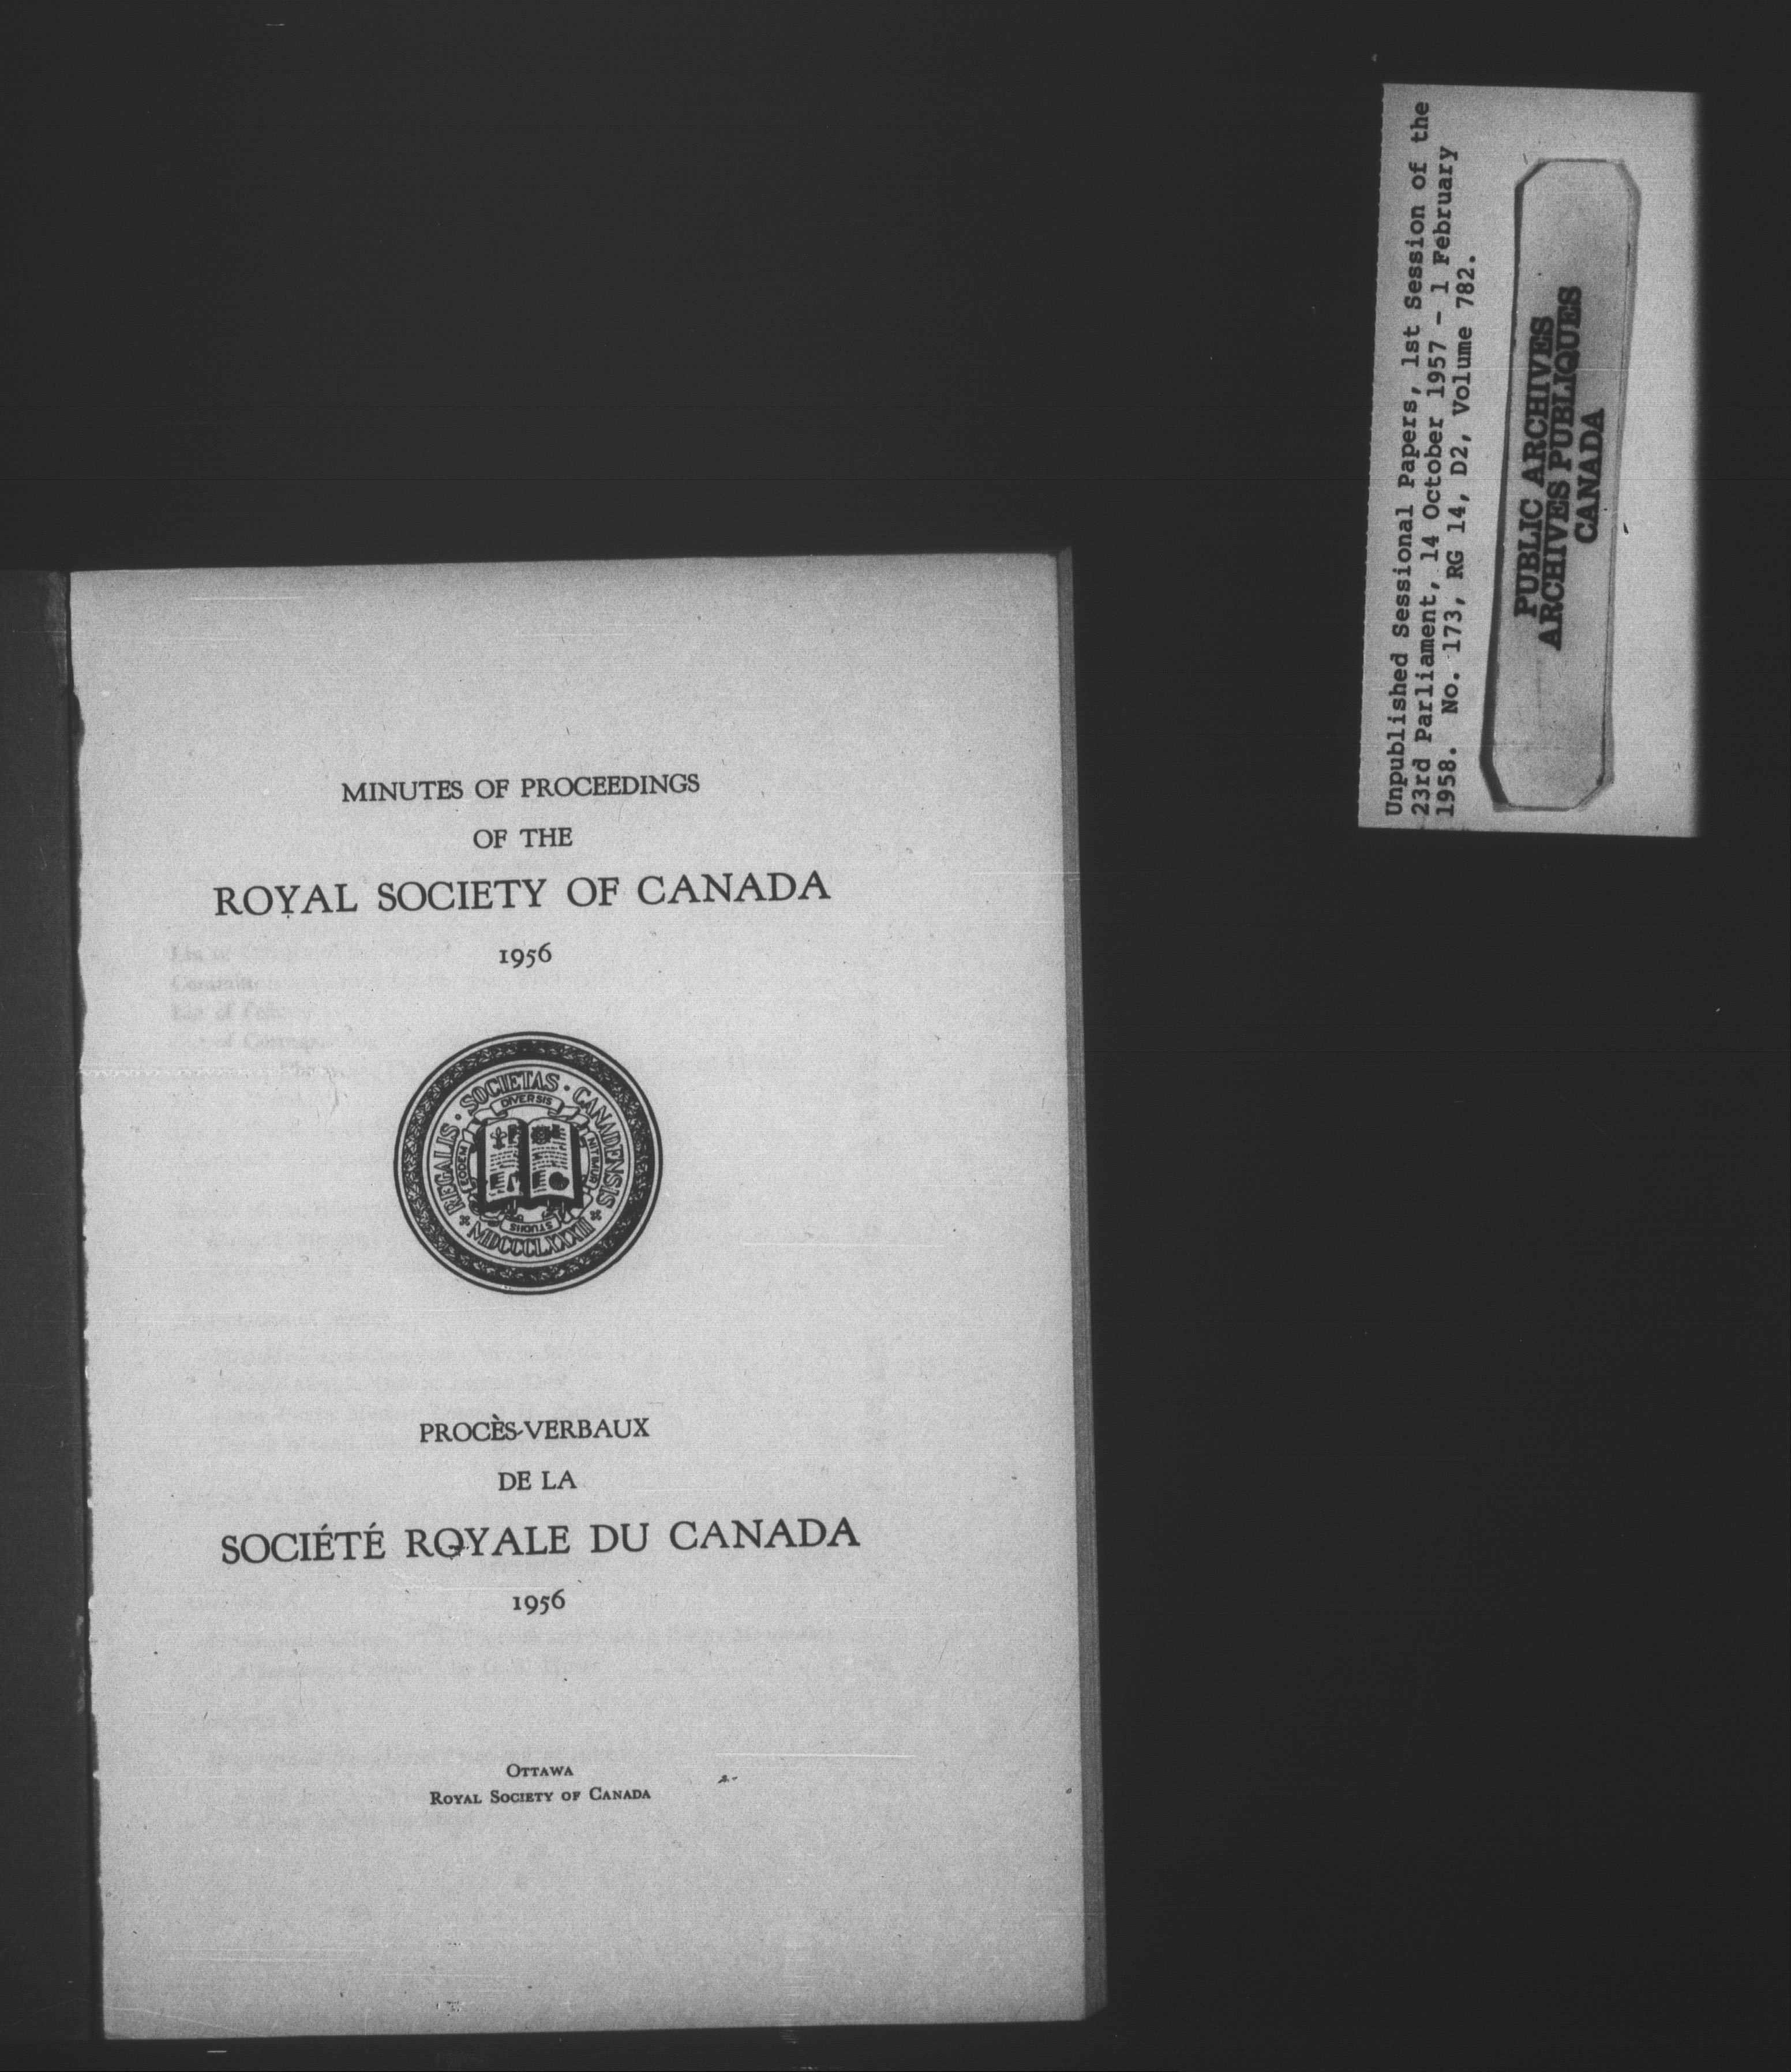 MINUTES OF PROCEEDINGS
OF THE
ROYAL SOCIETY OF CANADA
1956
REGALIS · SOCIETAS · CANADENSIS
MDCCCLXXXII
EODEM
DIVERSIS
NITIMUR
STUDIIS
PROCÈS-VERBAUX
DE LA
SOCIÉTÉ ROYALE DU CANADA
1956
OTTAWA
ROYAL SOCIETY OF CANADA
Unpublished Sessional Papers, 1st Session of the
23rd Parliament, 14 October 1957 - 1 February
1958. No. 173, RG 14, D2, Volume 782.
PUBLIC ARCHIVES
ARCHIVES PUBLIQUES
CANADA